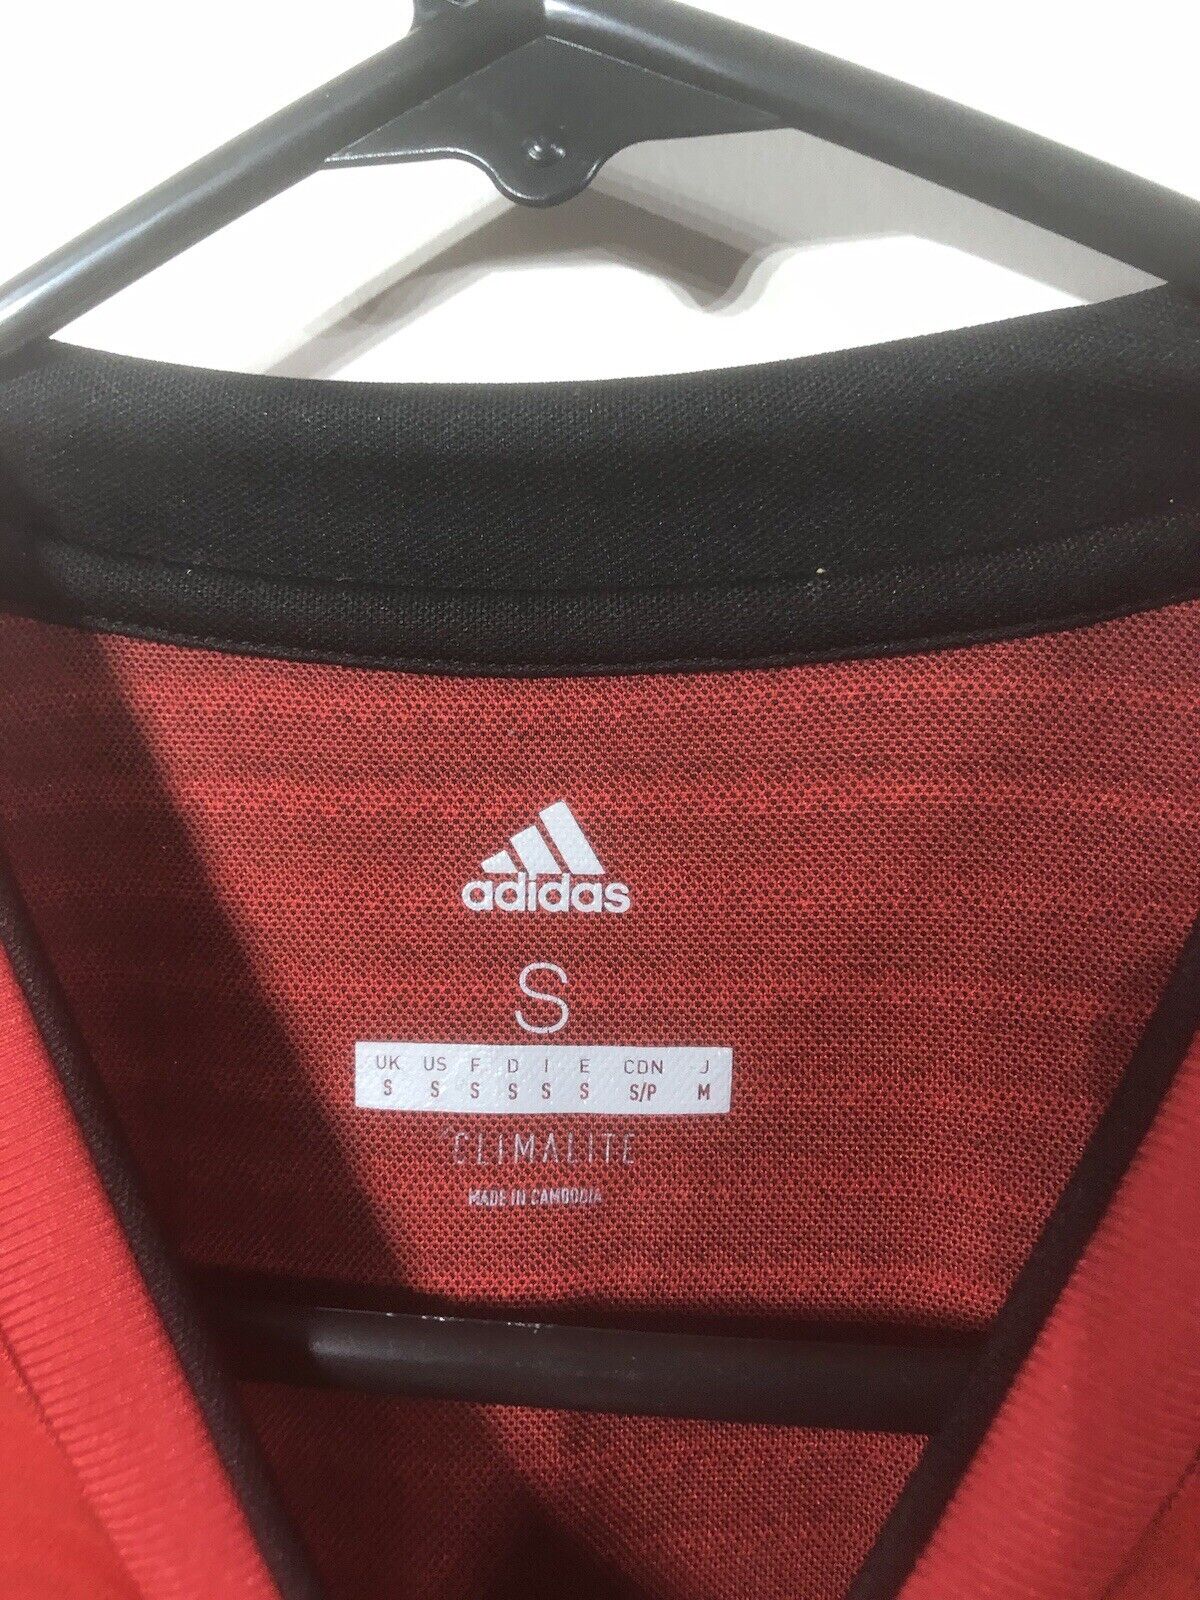 adidas
S
UK US F D I E CDN J
S S S S S S S/P M
CLIMALITE
MADE IN CAMBODIA